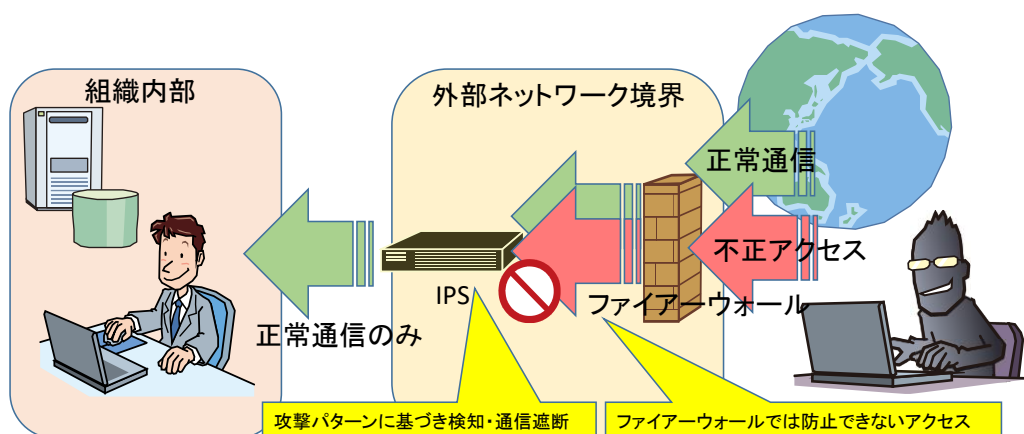 組織内部
外部ネットワーク境界
正常通信
不正アクセス
IPS
ファイアーウォール
正常通信のみ
攻撃パターンに基づき検知・通信遮断
ファイアーウォールでは防止できないアクセス